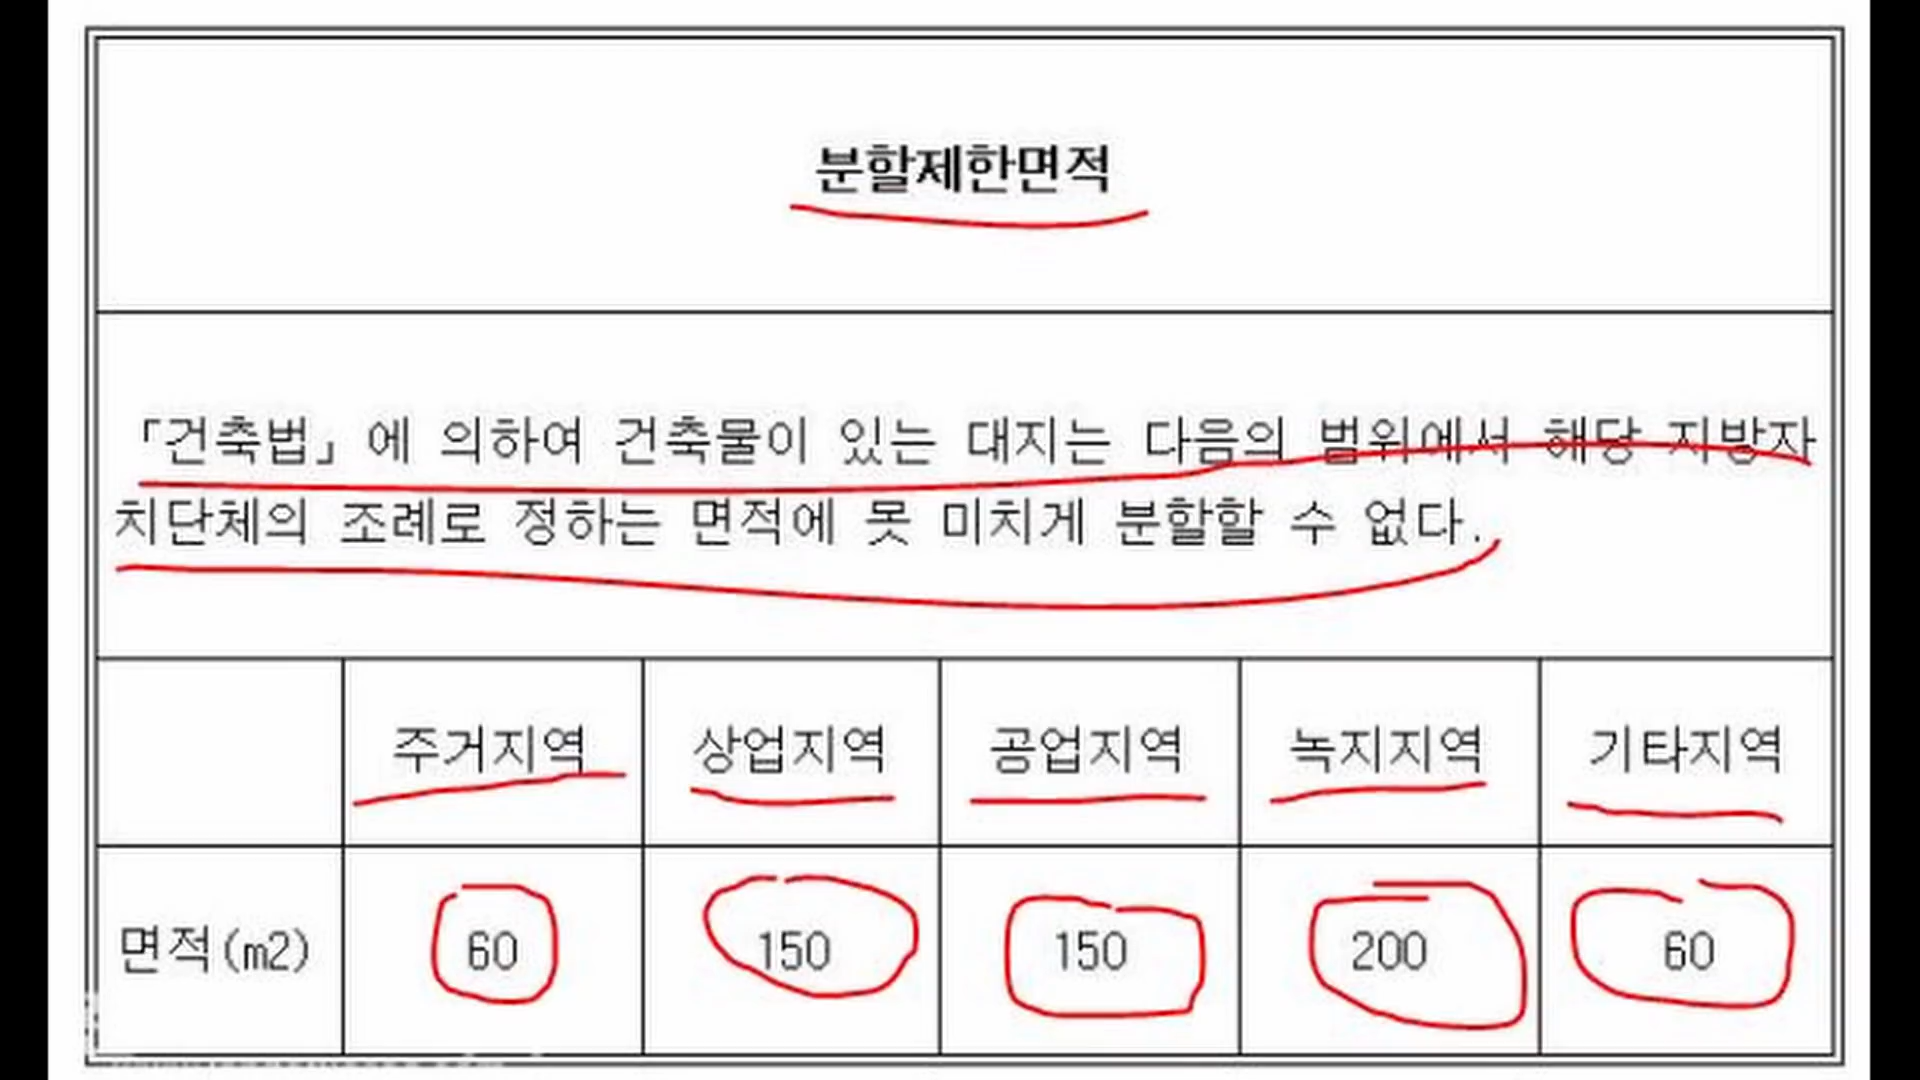 분할제한면적
「건축법」에 의하여 건축물이 있는 대지는 다음의 범위에서 해당 지방자
치단체의 조례로 정하는 면적에 못 미치게 분할할 수 없다.
주거지역 상업지역 공업지역 녹지지역 기타지역
면적(m2) 60 150 150 200 60